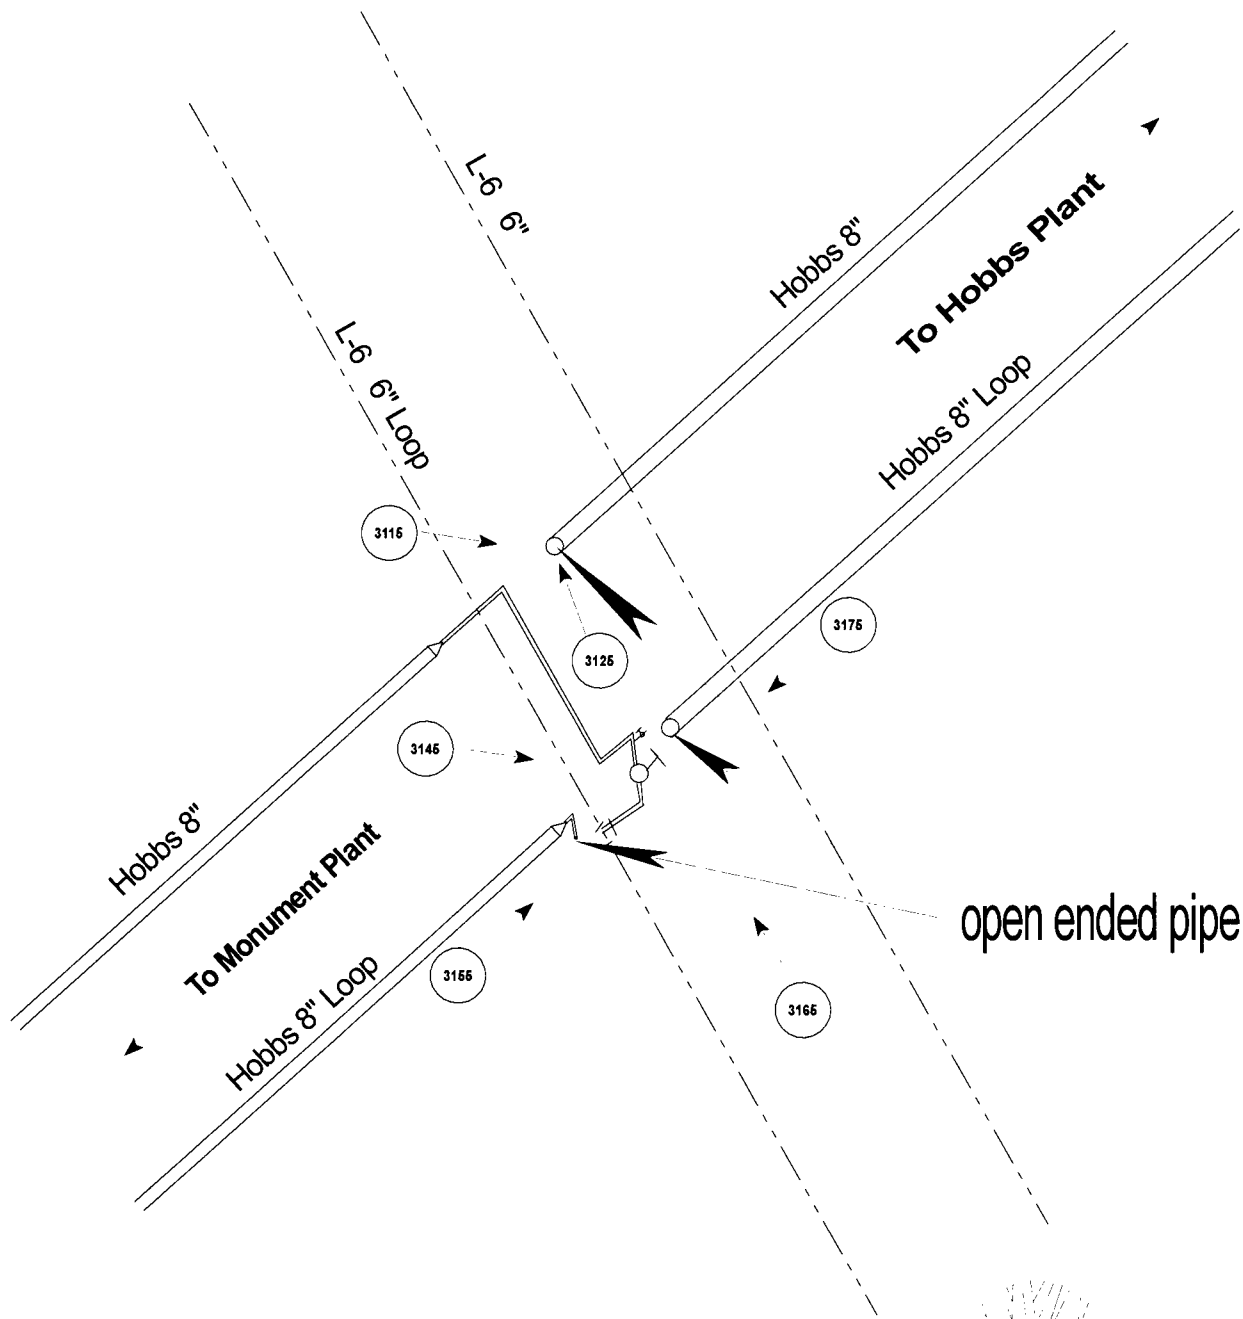 L-6 6"
Hobbs 8"
To Hobbs Plant
L-6 6" Loop
Hobbs 8" Loop
3115
3125
3175
3145
Hobbs 8"
To Monument Plant
open ended pipe
3155
Hobbs 8" Loop
3165